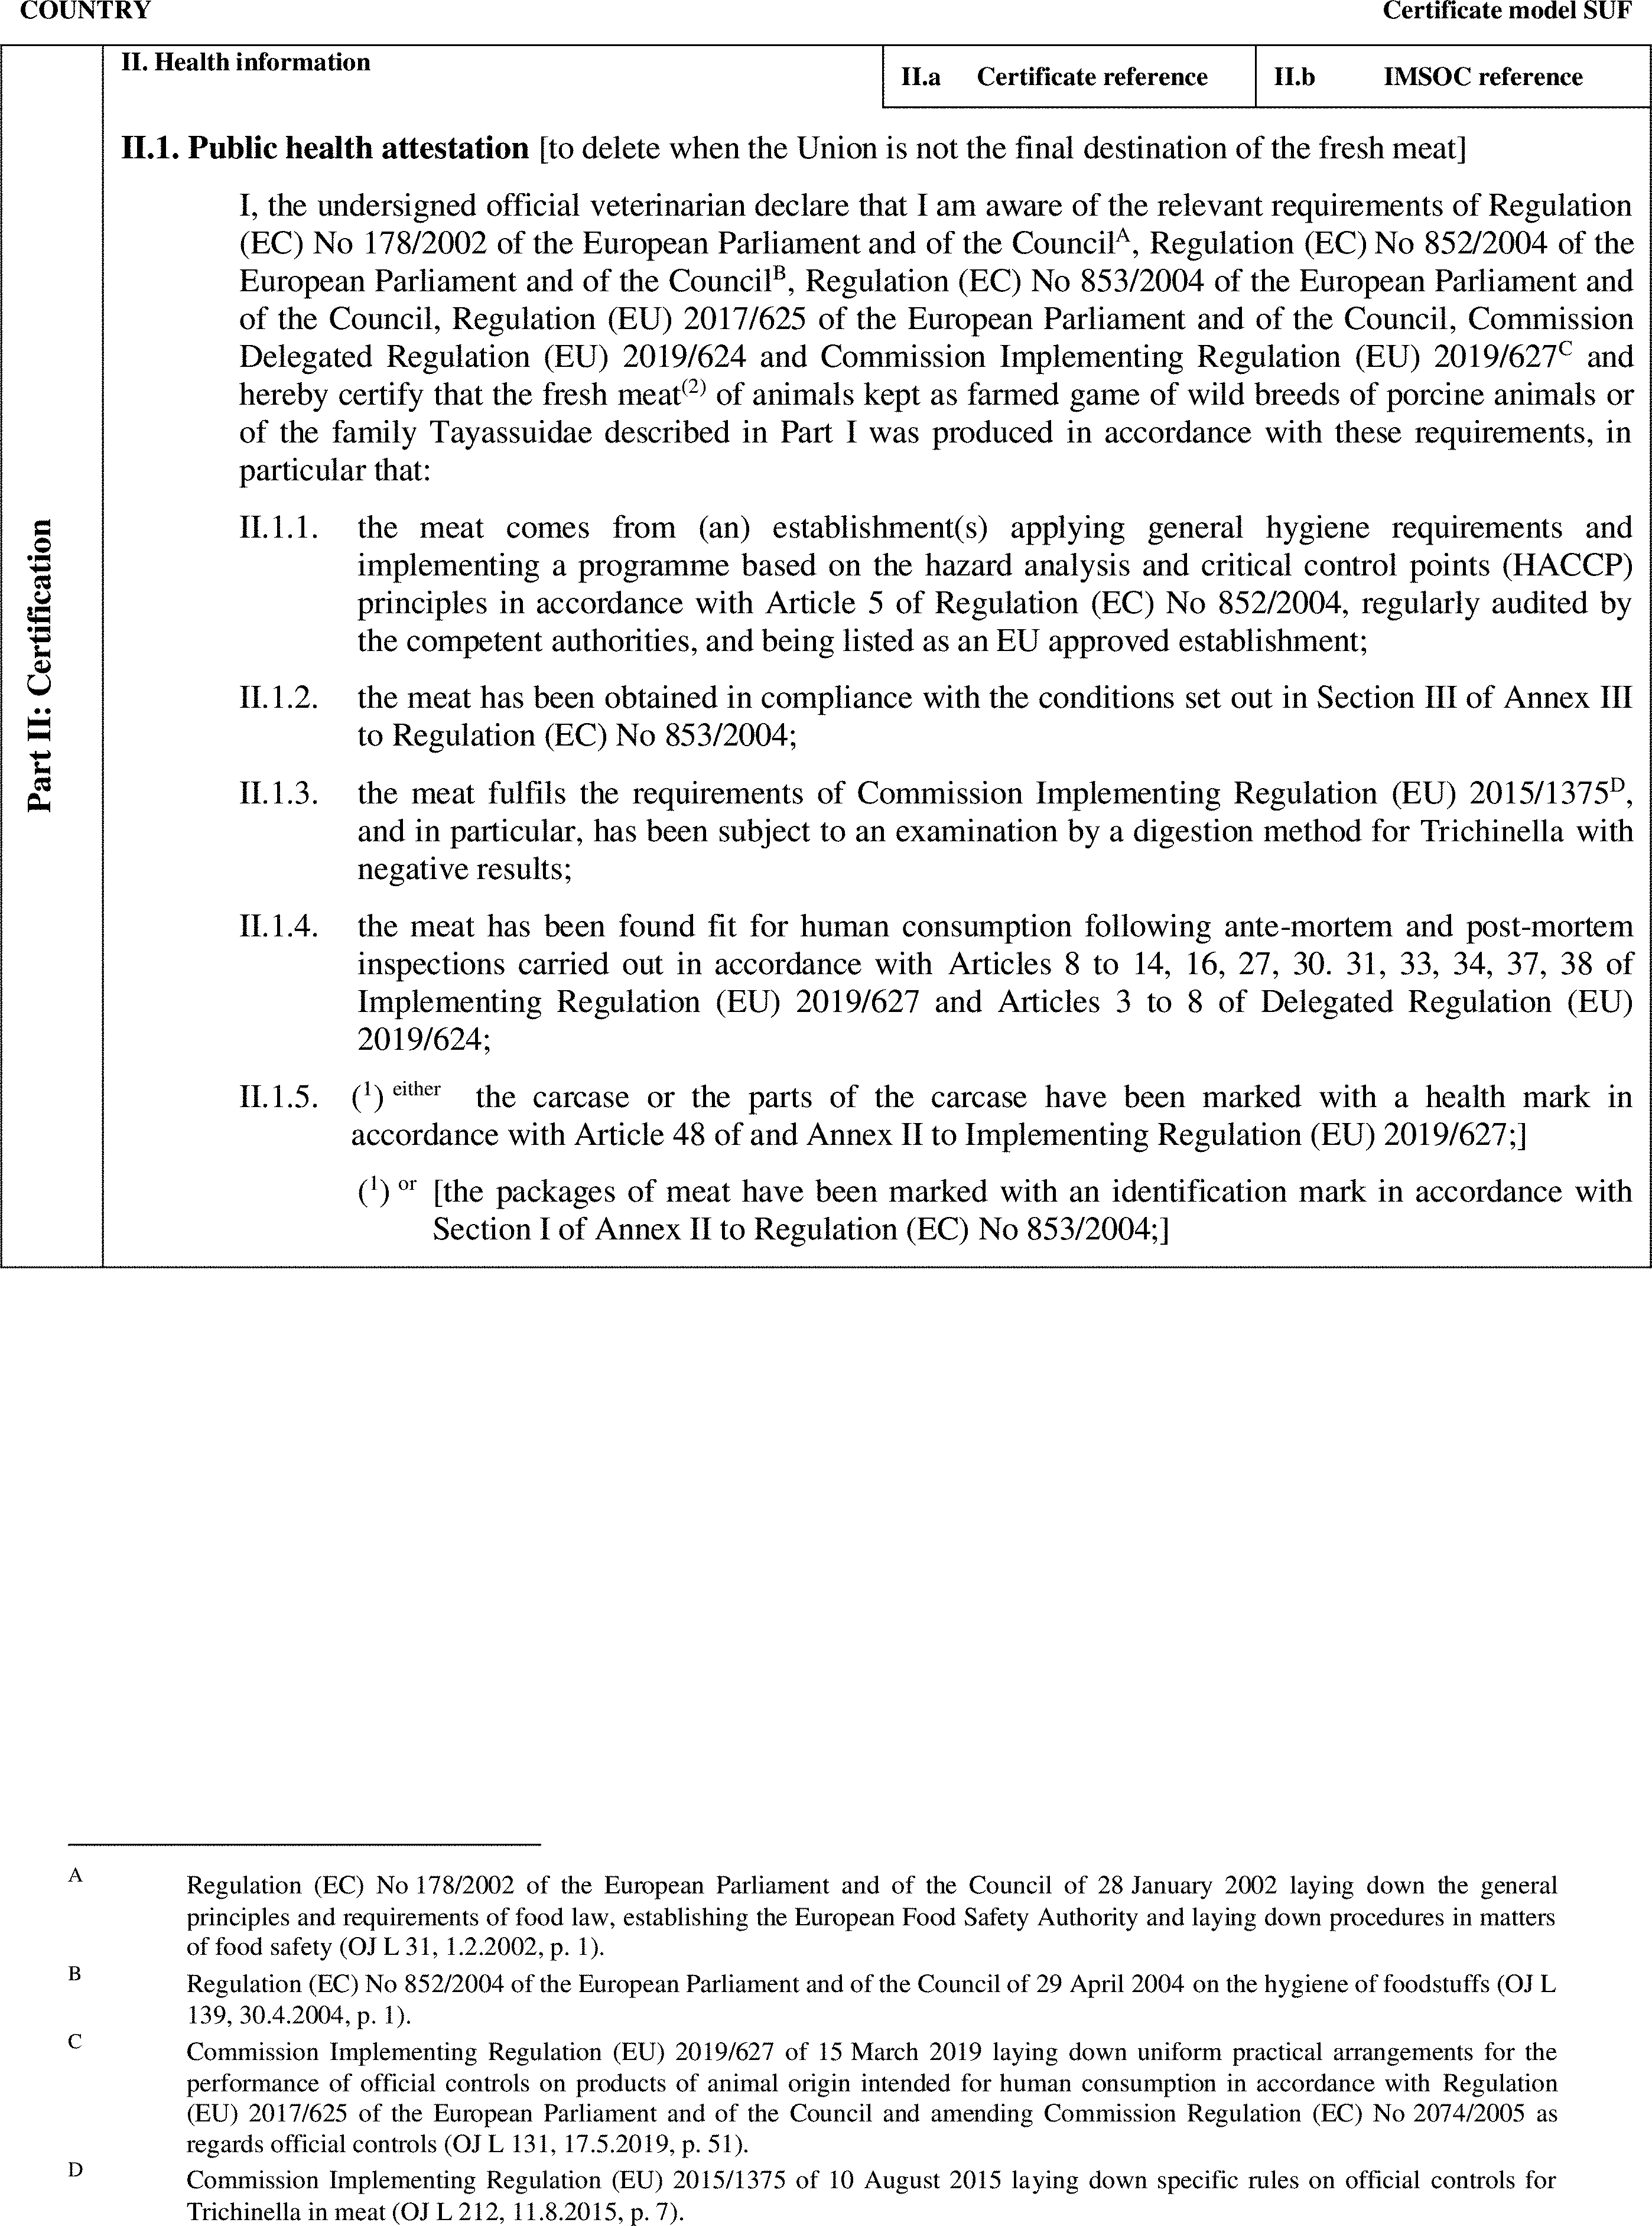 COUNTRY Certificate model SUF
II. Health information
II.a Certificate reference II.b IMSOC reference
II.1. Public health attestation [to delete when the Union is not the final destination of the fresh meat]
I, the undersigned official veterinarian declare that I am aware of the relevant requirements of Regulation
(EC) No 178/2002 of the European Parliament and of the Council^A, Regulation (EC) No 852/2004 of the
European Parliament and of the Council^B, Regulation (EC) No 853/2004 of the European Parliament and
of the Council, Regulation (EU) 2017/625 of the European Parliament and of the Council, Commission
Delegated Regulation (EU) 2019/624 and Commission Implementing Regulation (EU) 2019/627^C and
hereby certify that the fresh meat^(2) of animals kept as farmed game of wild breeds of porcine animals or
of the family Tayassuidae described in Part I was produced in accordance with these requirements, in
particular that:
Part II: Certification
II.1.1. the meat comes from (an) establishment(s) applying general hygiene requirements and
implementing a programme based on the hazard analysis and critical control points (HACCP)
principles in accordance with Article 5 of Regulation (EC) No 852/2004, regularly audited by
the competent authorities, and being listed as an EU approved establishment;
II.1.2. the meat has been obtained in compliance with the conditions set out in Section III of Annex III
to Regulation (EC) No 853/2004;
II.1.3. the meat fulfils the requirements of Commission Implementing Regulation (EU) 2015/1375^D,
and in particular, has been subject to an examination by a digestion method for Trichinella with
negative results;
II.1.4. the meat has been found fit for human consumption following ante-mortem and post-mortem
inspections carried out in accordance with Articles 8 to 14, 16, 27, 30. 31, 33, 34, 37, 38 of
Implementing Regulation (EU) 2019/627 and Articles 3 to 8 of Delegated Regulation (EU)
2019/624;
II.1.5. (^1) either the carcase or the parts of the carcase have been marked with a health mark in
accordance with Article 48 of and Annex II to Implementing Regulation (EU) 2019/627;]
(^1) or [the packages of meat have been marked with an identification mark in accordance with
Section I of Annex II to Regulation (EC) No 853/2004;]
A Regulation (EC) No 178/2002 of the European Parliament and of the Council of 28 January 2002 laying down the general
principles and requirements of food law, establishing the European Food Safety Authority and laying down procedures in matters
of food safety (OJ L 31, 1.2.2002, p. 1).
B Regulation (EC) No 852/2004 of the European Parliament and of the Council of 29 April 2004 on the hygiene of foodstuffs (OJ L
139, 30.4.2004, p. 1).
C Commission Implementing Regulation (EU) 2019/627 of 15 March 2019 laying down uniform practical arrangements for the
performance of official controls on products of animal origin intended for human consumption in accordance with Regulation
(EU) 2017/625 of the European Parliament and of the Council and amending Commission Regulation (EC) No 2074/2005 as
regards official controls (OJ L 131, 17.5.2019, p. 51).
D Commission Implementing Regulation (EU) 2015/1375 of 10 August 2015 laying down specific rules on official controls for
Trichinella in meat (OJ L 212, 11.8.2015, p. 7).